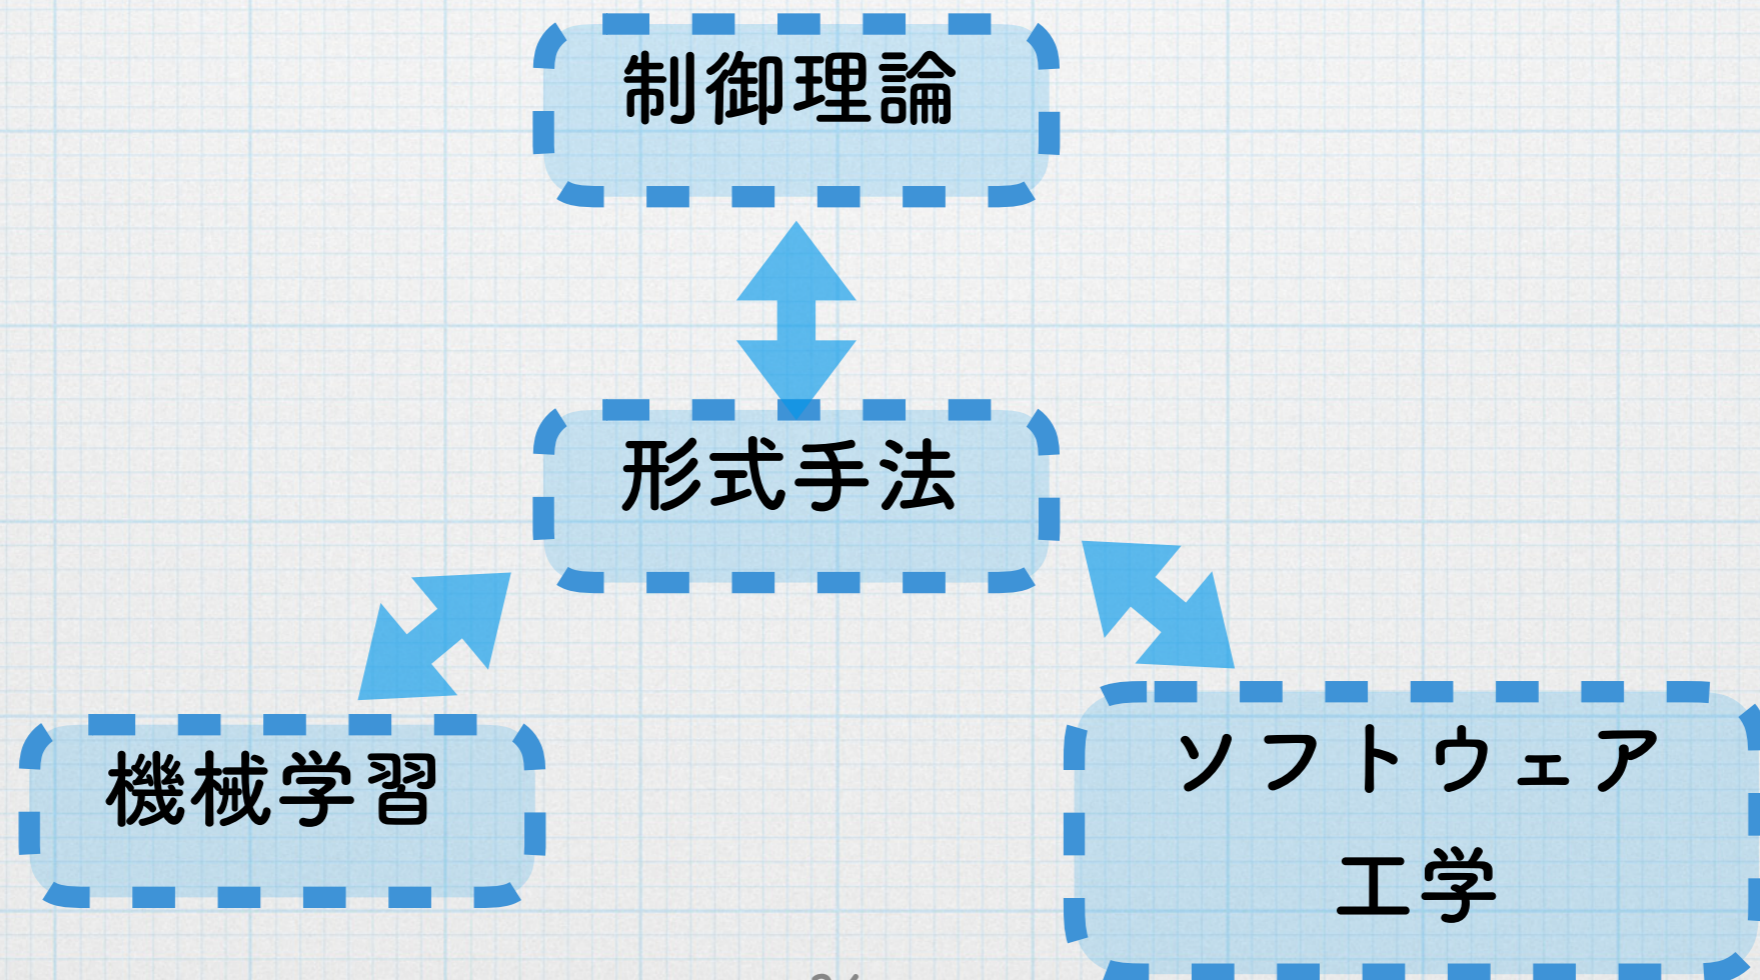 制御理論
形式手法
機械学習
ソフトウェア
工学